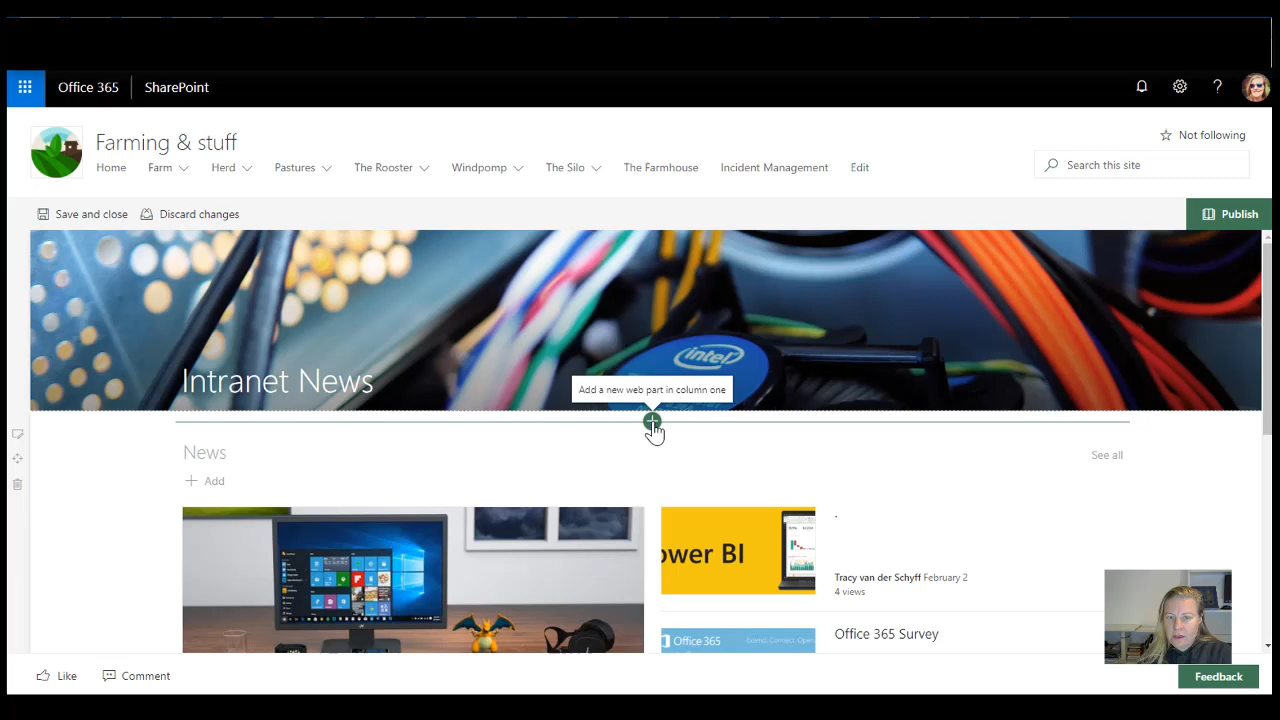 Office 365 SharePoint
Farming & stuff
Not following
Home Farm Herd Pastures The Rooster Windpomp The Silo The Farmhouse Incident Management Edit
Search this site
Save and close Discard changes
Publish
intel
Intranet News
Add a new web part in column one
News
See all
Add
ower BI
.
Tracy van der Schyff February 2
4 views
Office 365
Office 365 Survey
Like Comment
Feedback